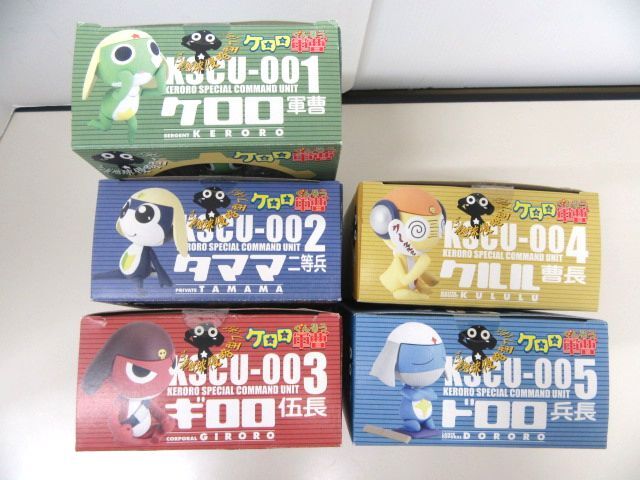 ケロロ軍曹
KSCU-001
KERORO SPECIAL COMMAND UNIT
ケロロ軍曹
SERGENT KERORO
ケロロ軍曹
KSCU-002
KERORO SPECIAL COMMAND UNIT
タママ二等兵
PRIVATE TAMAMA
ケロロ軍曹
KSCU-004
KERORO SPECIAL COMMAND UNIT
クルル曹長
KULULU
ケロロ軍曹
KSCU-003
KERORO SPECIAL COMMAND UNIT
ギロロ伍長
CORPORAL GIRORO
ケロロ軍曹
KSCU-005
KERORO SPECIAL COMMAND UNIT
ドロロ兵長
DORORO